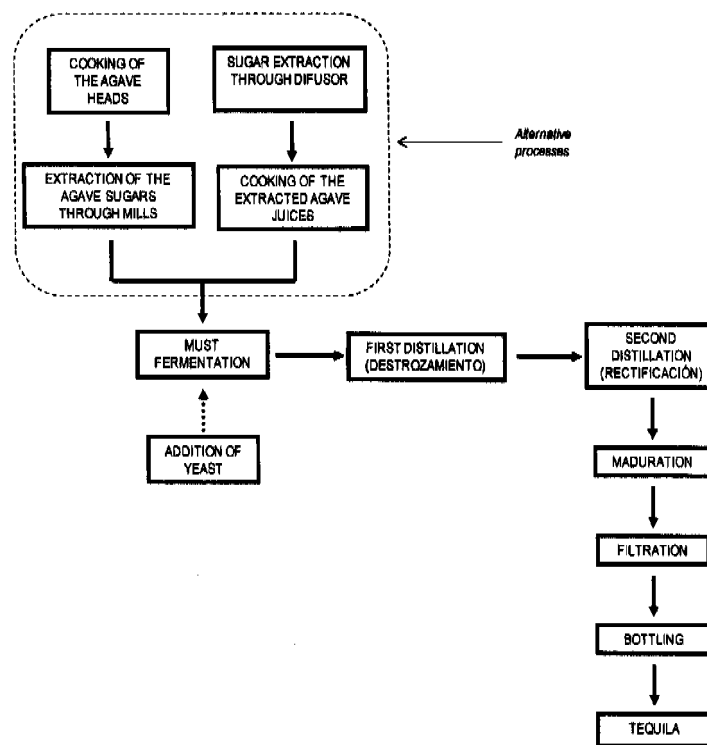 COOKING OF
THE AGAVE
HEADS
SUGAR EXTRACTION
THROUGH DIFUSOR
Alternative
processes
EXTRACTION OF THE
AGAVE SUGARS
THROUGH MILLS
COOKING OF THE
EXTRACTED AGAVE
JUICES
MUST
FERMENTATION
FIRST DISTILLATION
(DESTROZAMIENTO)
SECOND
DISTILLATION
(RECTIFICACIÓN)
ADDITION OF
YEAST
MADURATION
FILTRATION
BOTTLING
TEQUILA